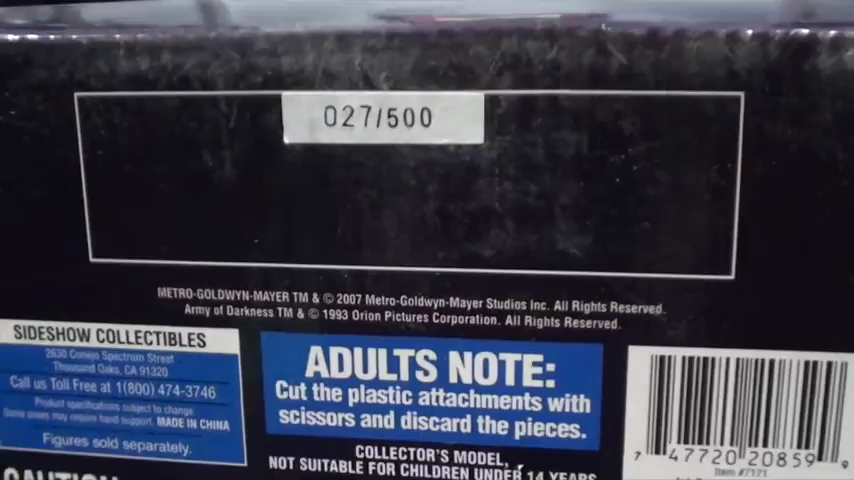 027/500
METRO-GOLDWYN-MAYER TM & © 2007 Metro-Goldwyn-Mayer Studios Inc. All Rights Reserved.
Army of Darkness TM & © 1993 Orion Pictures Corporation. All Rights Reserved.
SIDESHOW COLLECTIBLES
2630 Conejo Spectrum Street
Thousand Oaks, CA 91320
Call us Toll Free at 1(800) 474-3746
Product specifications subject to change
Some poses may require hand support. MADE IN CHINA
Figures sold separately.
CAUTION
ADULTS NOTE:
Cut the plastic attachments with
scissors and discard the pieces.
COLLECTOR'S MODEL,
NOT SUITABLE FOR CHILDREN UNDER 14 YEARS
7 47720 20859 9
Item #7171